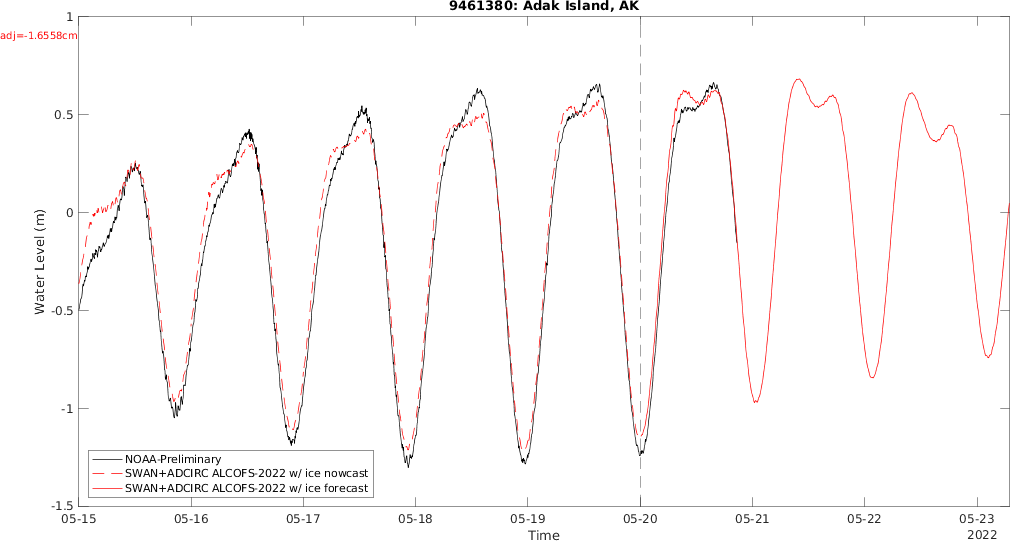 9461380: Adak Island, AK
adj=-1.6558cm
Water Level (m)
1
0.5
0
-0.5
-1
-1.5
NOAA-Preliminary
SWAN+ADCIRC ALCOFS-2022 w/ ice nowcast
SWAN+ADCIRC ALCOFS-2022 w/ ice forecast
05-15 05-16 05-17 05-18 05-19 05-20 05-21 05-22 05-23
Time
2022